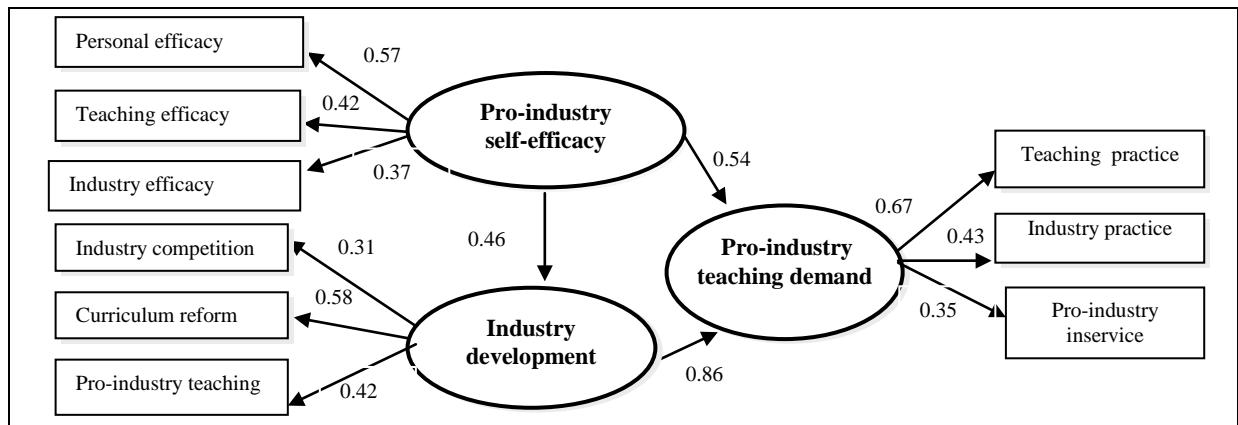 Personal efficacy
0.57
Teaching efficacy
0.42
Industry efficacy
0.37
Pro-industry
self-efficacy
0.54
Industry competition
0.31
0.46
Curriculum reform
0.58
Pro-industry teaching
0.42
Industry
development
0.86
Pro-industry
teaching demand
0.67
Teaching practice
0.43
Industry practice
0.35
Pro-industry
inservice